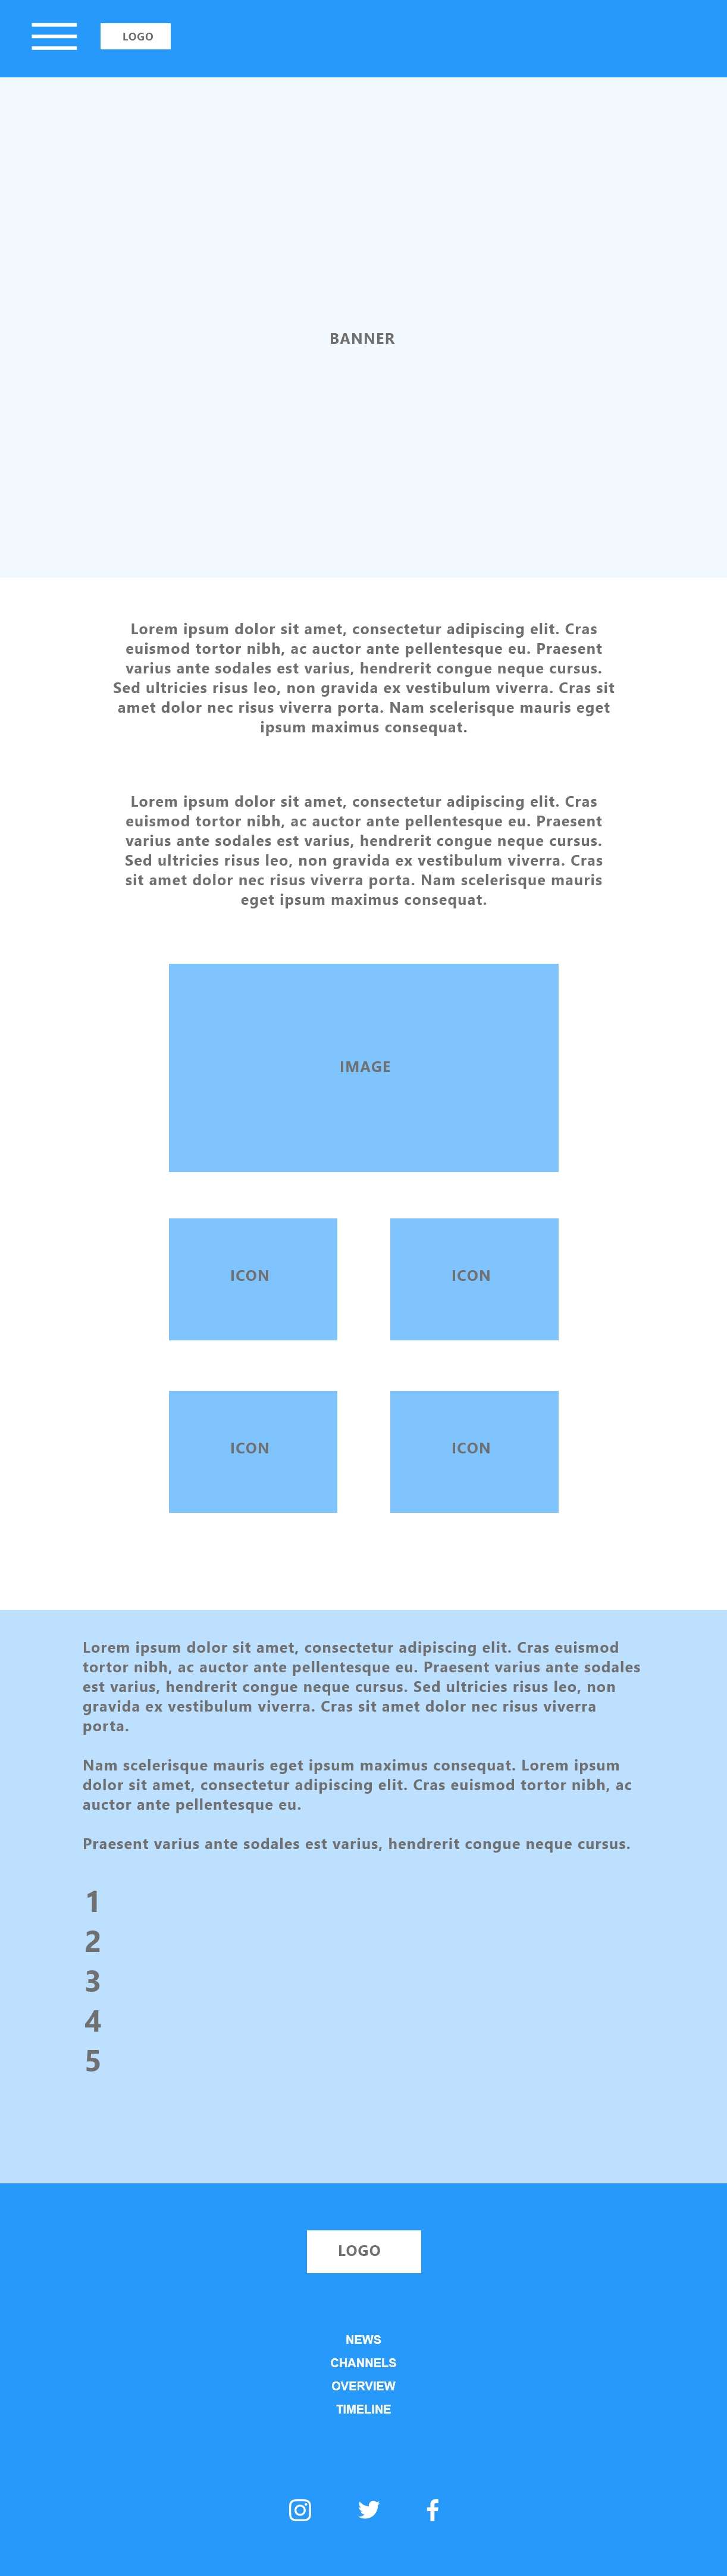 LOGO
BANNER
Lorem ipsum dolor sit amet, consectetur adipiscing elit. Cras
euismod tortor nibh, ac auctor ante pellentesque eu. Praesent
varius ante sodales est varius, hendrerit congue neque cursus.
Sed ultricies risus leo, non gravida ex vestibulum viverra. Cras sit
amet dolor nec risus viverra porta. Nam scelerisque mauris eget
ipsum maximus consequat.
Lorem ipsum dolor sit amet, consectetur adipiscing elit. Cras
euismod tortor nibh, ac auctor ante pellentesque eu. Praesent
varius ante sodales est varius, hendrerit congue neque cursus.
Sed ultricies risus leo, non gravida ex vestibulum viverra. Cras
sit amet dolor nec risus viverra porta. Nam scelerisque mauris
eget ipsum maximus consequat.
IMAGE
ICON
ICON
ICON
ICON
Lorem ipsum dolor sit amet, consectetur adipiscing elit. Cras euismod
tortor nibh, ac auctor ante pellentesque eu. Praesent varius ante sodales
est varius, hendrerit congue neque cursus. Sed ultricies risus leo, non
gravida ex vestibulum viverra. Cras sit amet dolor nec risus viverra
porta.
Nam scelerisque mauris eget ipsum maximus consequat. Lorem ipsum
dolor sit amet, consectetur adipiscing elit. Cras euismod tortor nibh, ac
auctor ante pellentesque eu.
Praesent varius ante sodales est varius, hendrerit congue neque cursus.
1
2
3
4
5
LOGO
NEWS
CHANNELS
OVERVIEW
TIMELINE